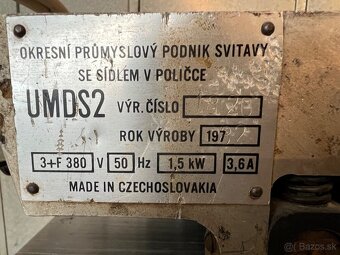 OKRESNÍ PRŮMYSLOVÝ PODNIK SVITAVY
SE SÍDLEM V POLIČCE
UMDS2 VÝR. ČÍSLO
ROK VÝROBY 197
3+F 380 V 50 Hz 1,5 kW 3,6 A
MADE IN CZECHOSLOVAKIA
bazos.sk